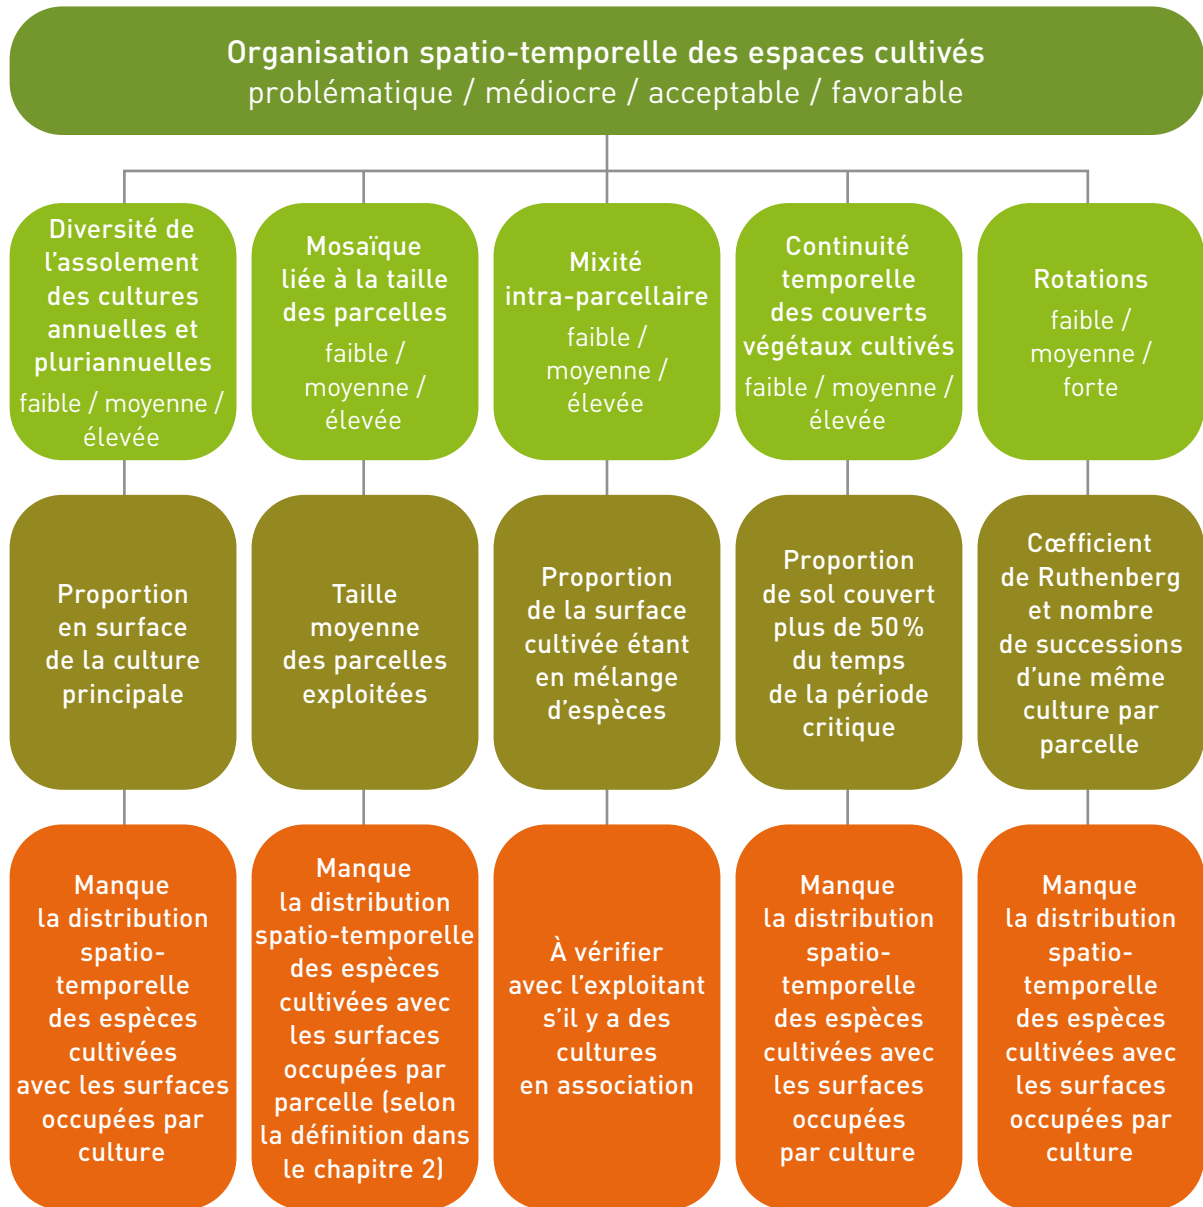 Organisation spatio-temporelle des espaces cultivés
problématique / médiocre / acceptable / favorable
Diversité de
l'assolement
des cultures
annuelles et
pluriannuelles
faible / moyenne /
élevée
Mosaïque
liée à la taille
des parcelles
faible /
moyenne /
élevée
Mixité
intra-parcellaire
faible /
moyenne /
élevée
Continuité
temporelle
des couverts
végétaux cultivés
faible / moyenne /
élevée
Rotations
faible /
moyenne /
forte
Proportion
en surface
de la culture
principale
Taille
moyenne
des parcelles
exploitées
Proportion
de la surface
cultivée étant
en mélange
d'espèces
Proportion
de sol couvert
plus de 50 %
du temps
de la période
critique
Cœfficient
de Ruthenberg
et nombre
de successions
d'une même
culture par
parcelle
Manque
la distribution
spatio-
temporelle
des espèces
cultivées
avec les surfaces
occupées par
culture
Manque
la distribution
spatio-temporelle
des espèces
cultivées avec
les surfaces
occupées par
parcelle (selon
la définition dans
le chapitre 2)
À vérifier
avec l'exploitant
s'il y a des
cultures
en association
Manque
la distribution
spatio-
temporelle
des espèces
cultivées avec
les surfaces
occupées
par culture
Manque
la distribution
spatio-
temporelle
des espèces
cultivées avec
les surfaces
occupées par
culture